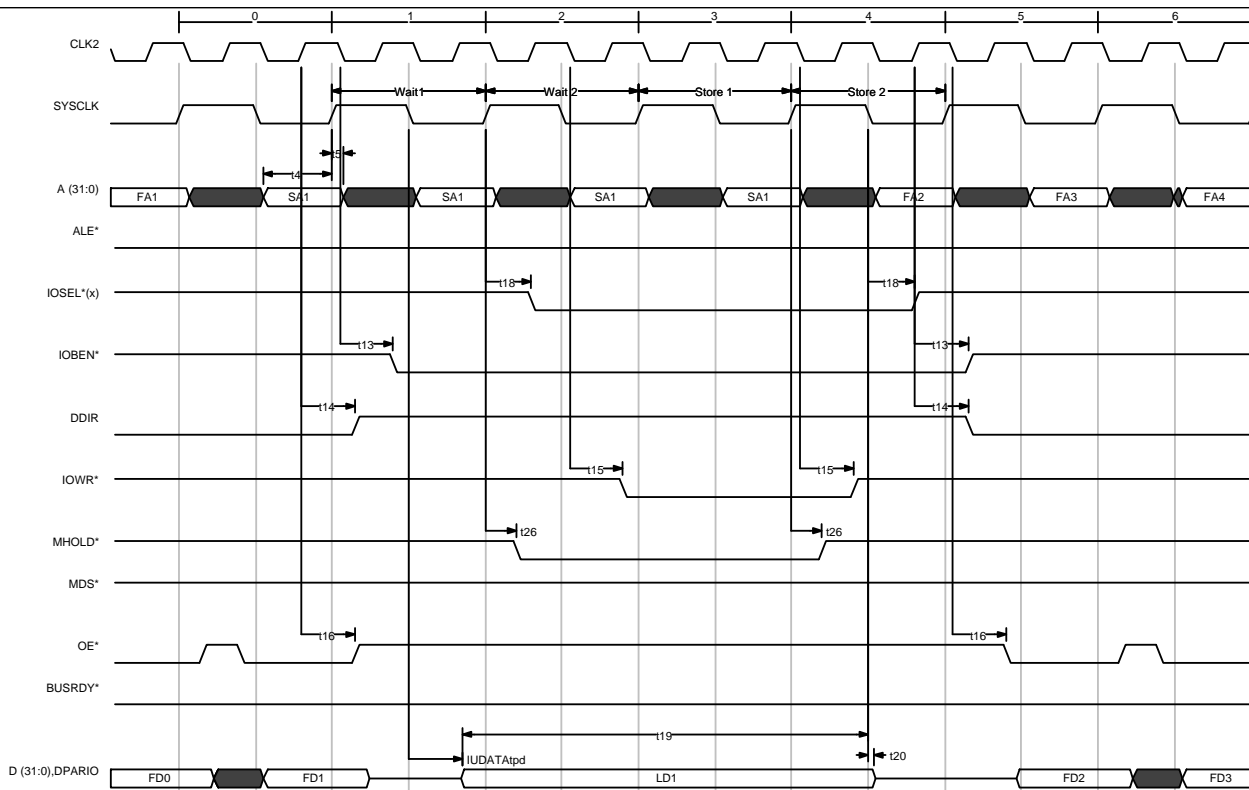 0 1 2 3 4 5 6
CLK2
Wait1 Wait 2 Store 1 Store 2
SYSCLK
t5
t4
A (31:0) FA1 SA1 SA1 SA1 SA1 FA2 FA3 FA4
ALE*
t18 t18
IOSEL*(x)
t13 t13
IOBEN*
t14 t14
DDIR
t15 t15
IOWR*
t26 t26
MHOLD*
MDS*
t16 t16
OE*
BUSRDY*
t19
IUDATAtpd t20
D (31:0),DPARIO FD0 FD1 LD1 FD2 FD3